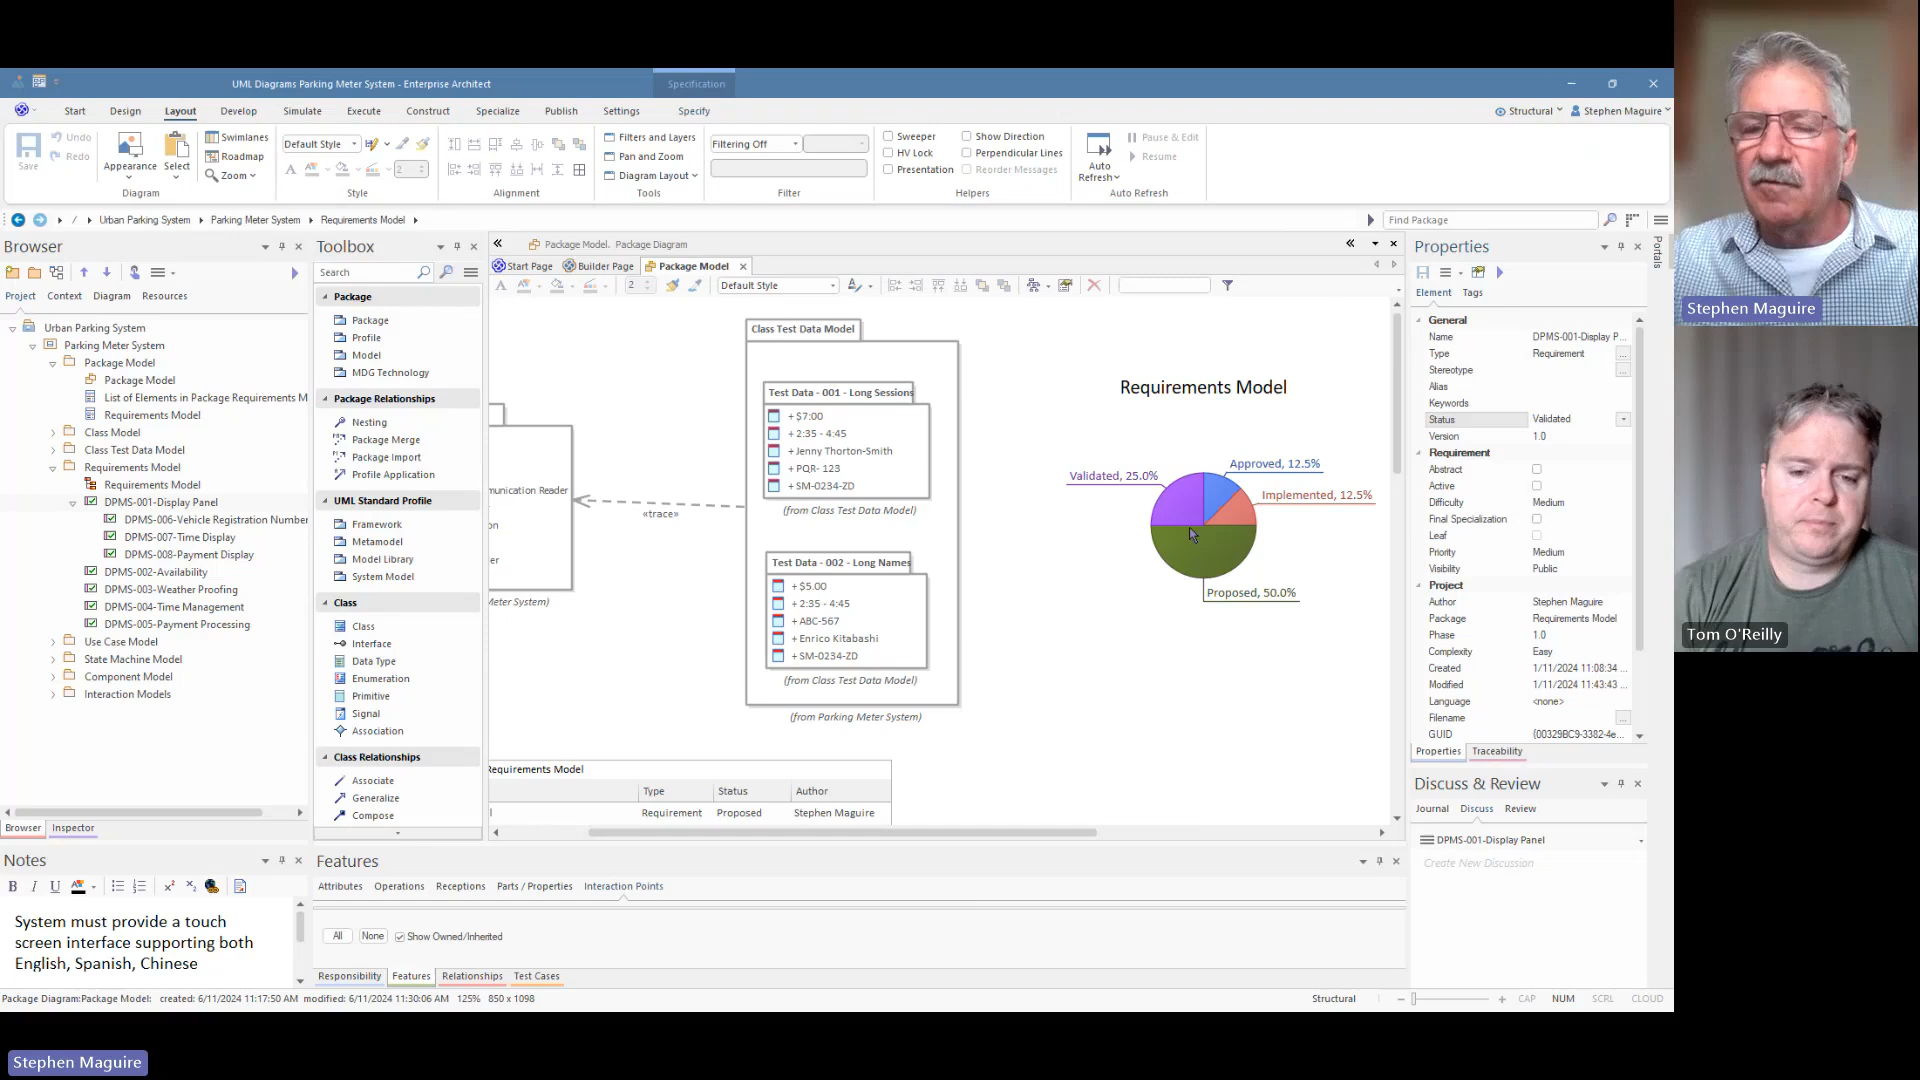 UML Diagrams Parking Meter System - Enterprise Architect
Specification
Start Design Layout Develop Simulate Execute Construct Specialize Publish Settings Specify
Structural Stephen Maguire
Save
Undo
Redo
Appearance
Select
Swimlanes
Roadmap
Zoom
Diagram
Default Style
2
Style
Alignment
Filters and Layers
Pan and Zoom
Diagram Layout
Tools
Filtering Off
Filter
Sweeper Show Direction
HV Lock Perpendicular Lines
Presentation Reorder Messages
Helpers
Auto
Refresh
Pause & Edit
Resume
Auto Refresh
/ Urban Parking System Parking Meter System Requirements Model
Find Package
Portals
Browser
Project Context Diagram Resources
Urban Parking System
Parking Meter System
Package Model
Package Model
List of Elements in Package Requirements M
Requirements Model
Class Model
Class Test Data Model
Requirements Model
Requirements Model
DPMS-001-Display Panel
DPMS-006-Vehicle Registration Number
DPMS-007-Time Display
DPMS-008-Payment Display
DPMS-002-Availability
DPMS-003-Weather Proofing
DPMS-004-Time Management
DPMS-005-Payment Processing
Use Case Model
State Machine Model
Component Model
Interaction Models
Browser Inspector
Toolbox
Search
Package
Package
Profile
Model
MDG Technology
Package Relationships
Nesting
Package Merge
Package Import
Profile Application
UML Standard Profile
Framework
Metamodel
Model Library
System Model
Class
Class
Interface
Data Type
Enumeration
Primitive
Signal
Association
Class Relationships
Associate
Generalize
Compose
Package Model. Package Diagram
Start Page Builder Page Package Model
2 Default Style
Class Test Data Model
Test Data - 001 - Long Sessions
+ $7:00
+ 2:35 - 4:45
+ Jenny Thorton-Smith
+ PQR- 123
+ SM-0234-ZD
(from Class Test Data Model)
Test Data - 002 - Long Names
+ $5.00
+ 2:35 - 4:45
+ ABC-567
+ Enrico Kitabashi
+ SM-0234-ZD
(from Class Test Data Model)
(from Parking Meter System)
munication Reader
on
er
Meter System)
«trace»
Requirements Model
Validated, 25.0%
Approved, 12.5%
Implemented, 12.5%
Proposed, 50.0%
Requirements Model
Type Status Author
l Requirement Proposed Stephen Maguire
Properties
Element Tags
General
Name DPMS-001-Display P...
Type Requirement
Stereotype
Alias
Keywords
Status Validated
Version 1.0
Requirement
Abstract
Active
Difficulty Medium
Final Specialization
Leaf
Priority Medium
Visibility Public
Project
Author Stephen Maguire
Package Requirements Model
Phase 1.0
Complexity Easy
Created 1/11/2024 11:08:34 ...
Modified 1/11/2024 11:43:43 ...
Language <none>
Filename
GUID {00329BC9-3382-4e...
Properties Traceability
Discuss & Review
Journal Discuss Review
DPMS-001-Display Panel
Create New Discussion
Notes
B I U
System must provide a touch
screen interface supporting both
English, Spanish, Chinese
Features
Attributes Operations Receptions Parts / Properties Interaction Points
All None Show Owned/Inherited
Responsibility Features Relationships Test Cases
Package Diagram:Package Model: created: 6/11/2024 11:17:50 AM modified: 6/11/2024 11:30:06 AM 125% 850 x 1098
Structural
CAP NUM SCRL CLOUD
Stephen Maguire
Tom O'Reilly
Stephen Maguire